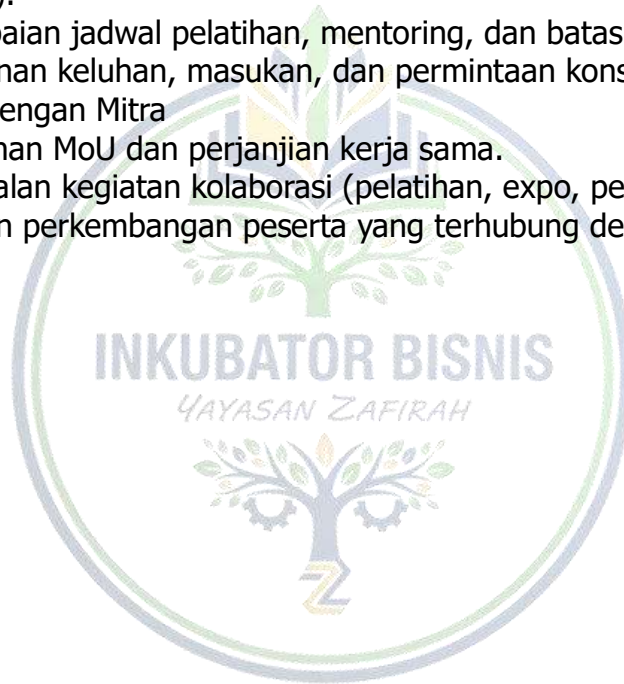 baian jadwal pelatihan, mentoring, dan batas
nan keluhan, masukan, dan permintaan kons
engan Mitra
nan MoU dan perjanjian kerja sama.
alan kegiatan kolaborasi (pelatihan, expo, pe
n perkembangan peserta yang terhubung de
INKUBATOR BISNIS
YAYASAN ZAFIRAH
Z